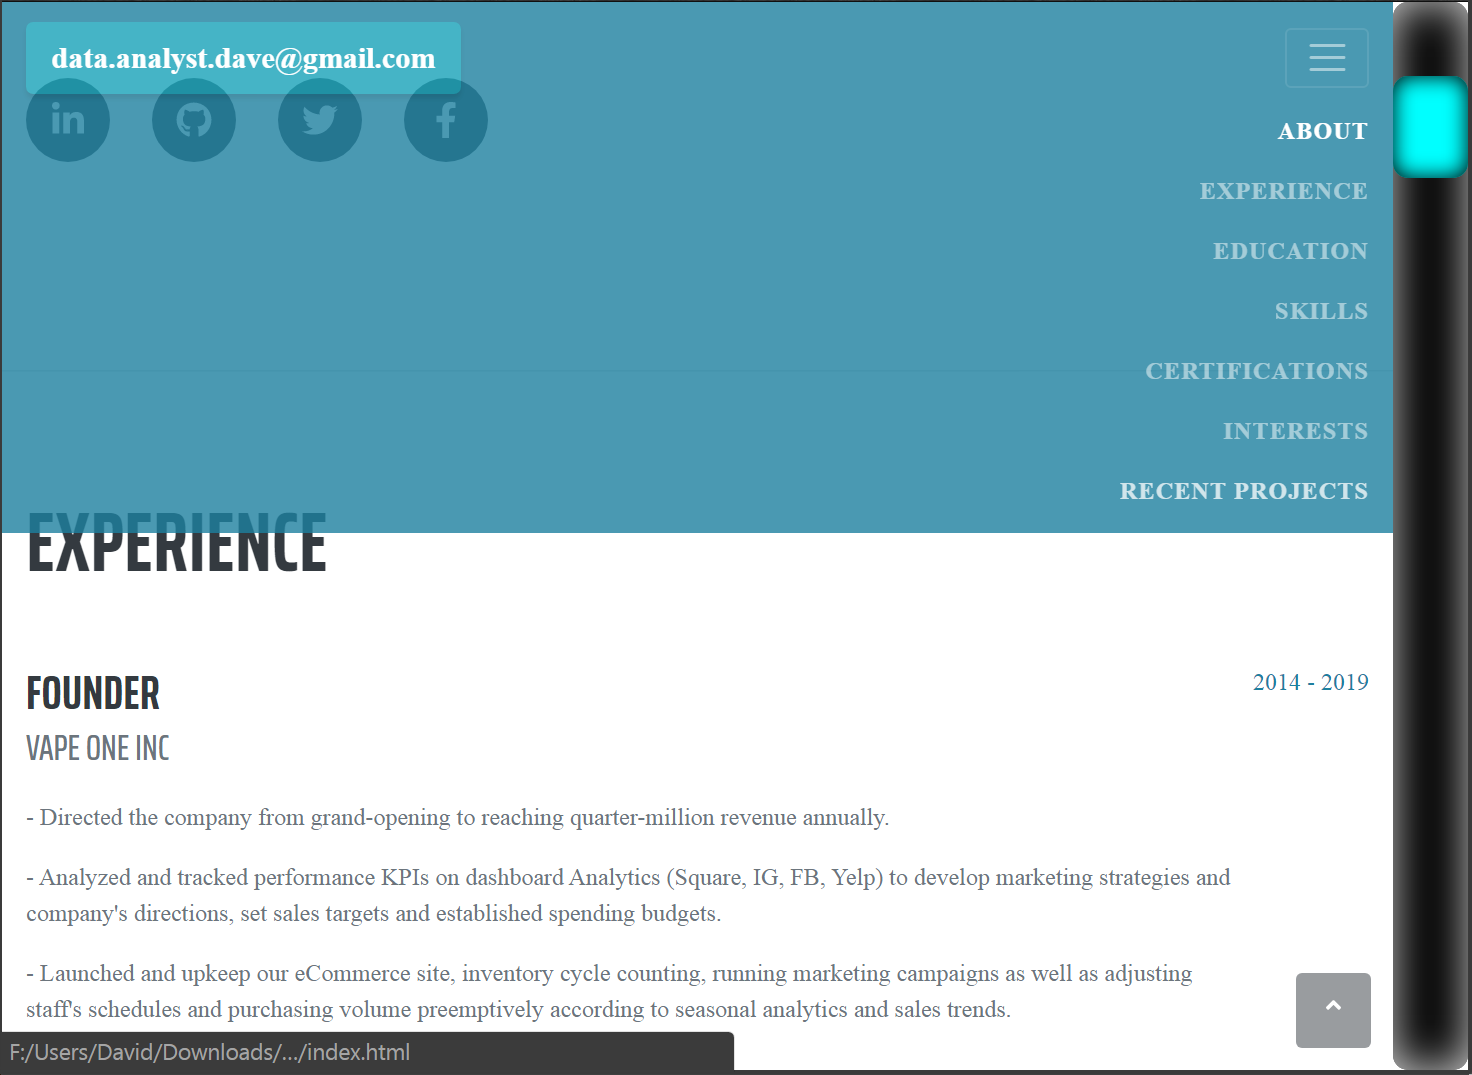 data.analyst.dave@gmail.com
in
f
ABOUT
EXPERIENCE
EDUCATION
SKILLS
CERTIFICATIONS
INTERESTS
RECENT PROJECTS
EXPERIENCE
FOUNDER
2014 - 2019
VAPE ONE INC
- Directed the company from grand-opening to reaching quarter-million revenue annually.
- Analyzed and tracked performance KPIs on dashboard Analytics (Square, IG, FB, Yelp) to develop marketing strategies and
company's directions, set sales targets and established spending budgets.
- Launched and upkeep our eCommerce site, inventory cycle counting, running marketing campaigns as well as adjusting
staff's schedules and purchasing volume preemptively according to seasonal analytics and sales trends.
F:/Users/David/Downloads/.../index.html